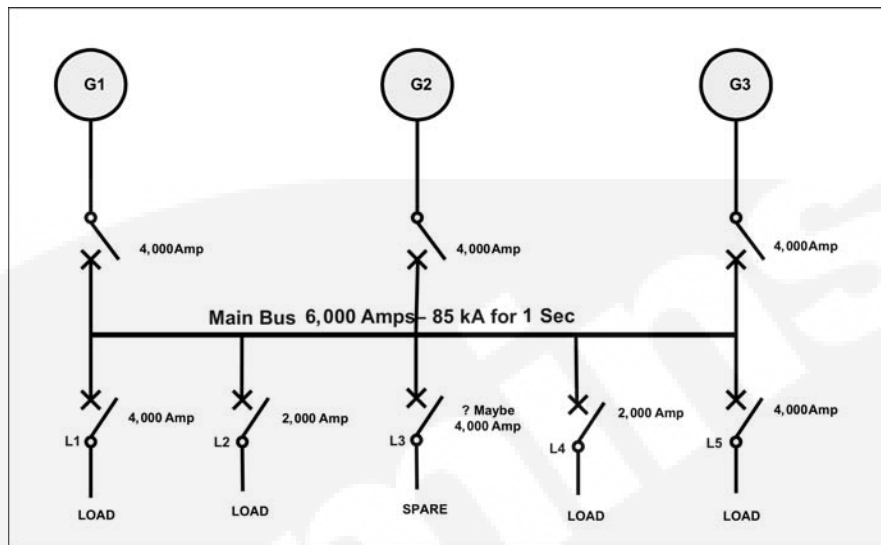 G1
G2
G3
4,000Amp
4,000Amp
4,000Amp
Main Bus 6,000 Amps– 85 kA for 1 Sec
4,000 Amp
2,000 Amp
? Maybe
4,000 Amp
2,000 Amp
4,000Amp
L1
L2
L3
L4
L5
LOAD
LOAD
SPARE
LOAD
LOAD